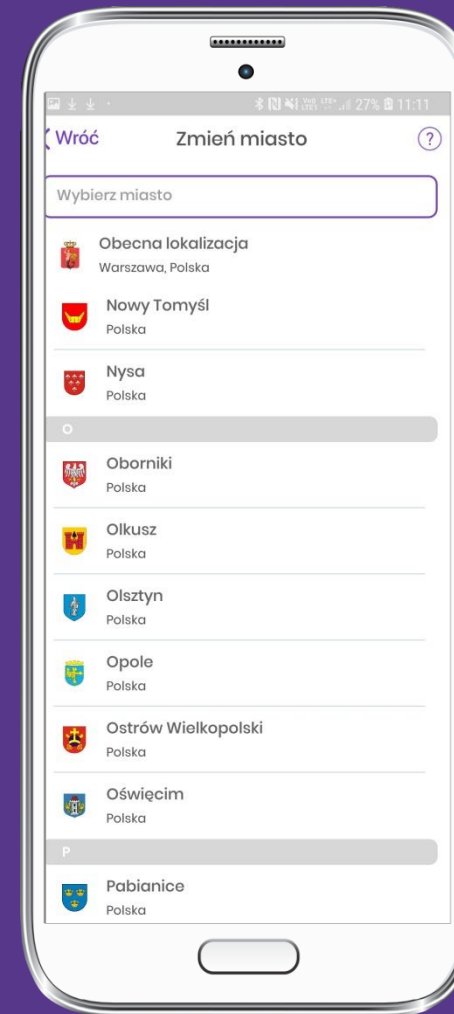 27% 11:11
Wróć Zmień miasto ?
Wybierz miasto
Obecna lokalizacja
Warszawa, Polska
Nowy Tomyśl
Polska
Nysa
Polska
O
Oborniki
Polska
Olkusz
Polska
Olsztyn
Polska
Opole
Polska
Ostrów Wielkopolski
Polska
Oświęcim
Polska
P
Pabianice
Polska